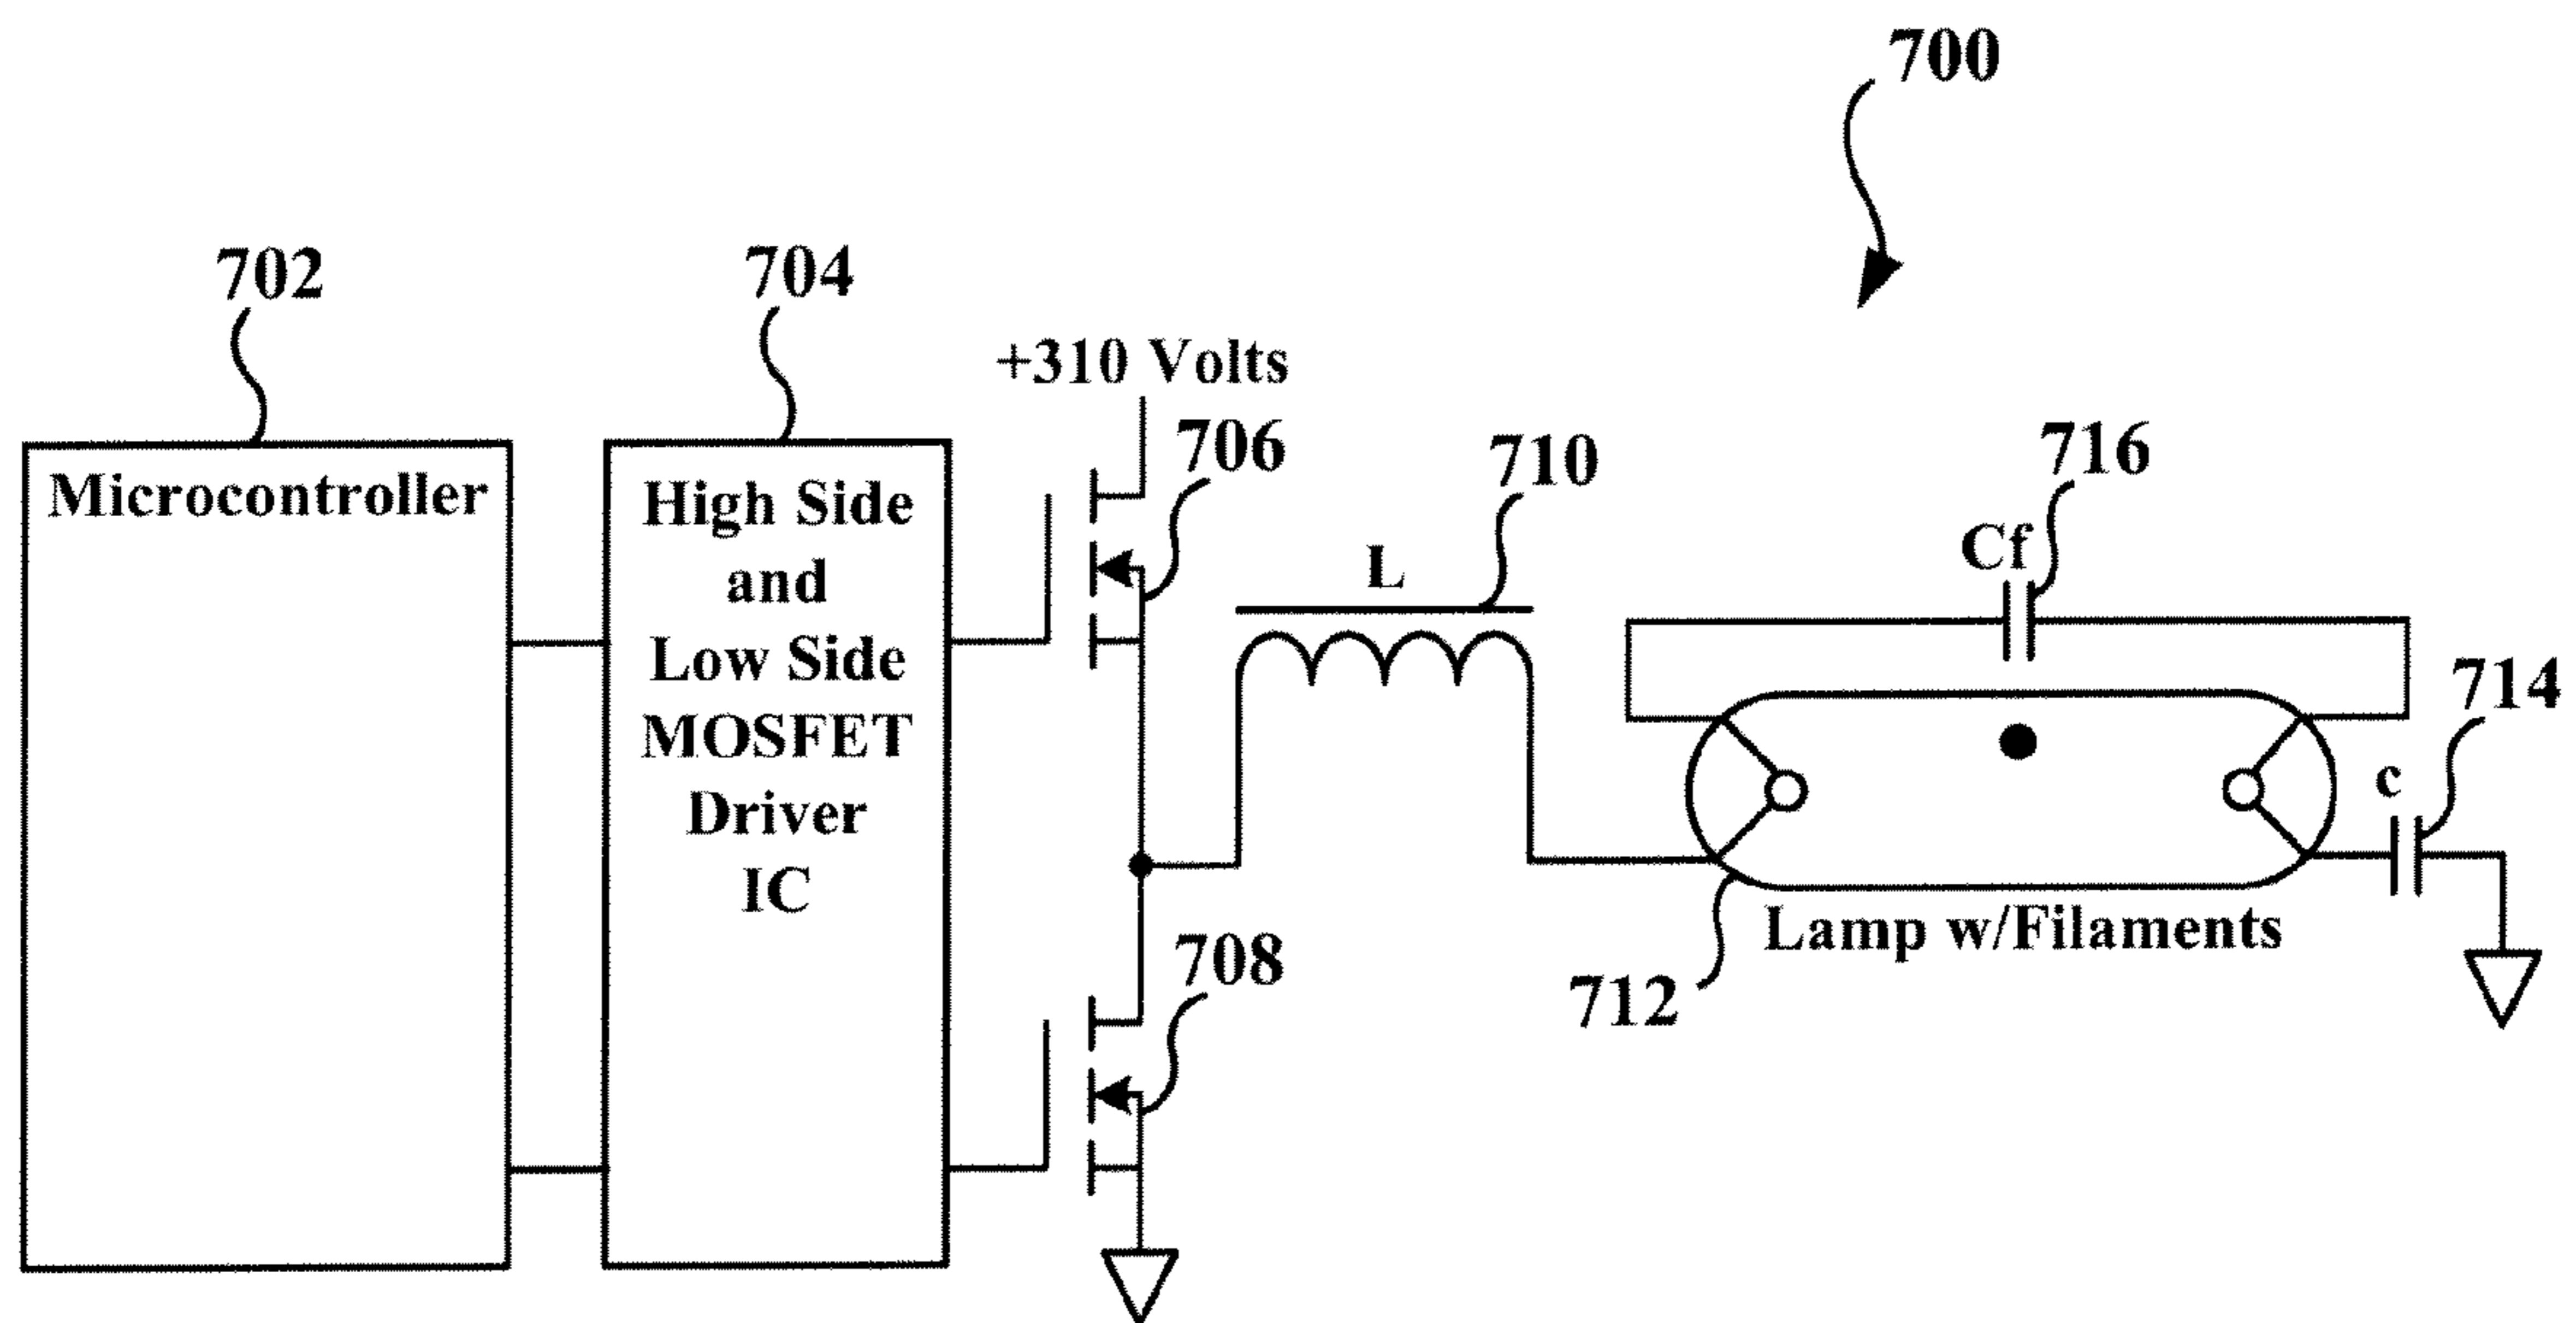 700
702
704
+310 Volts
706
710
716
Microcontroller
High Side
and
Low Side
MOSFET
Driver
IC
L
Cf
714
c
708
712
Lamp w/Filaments